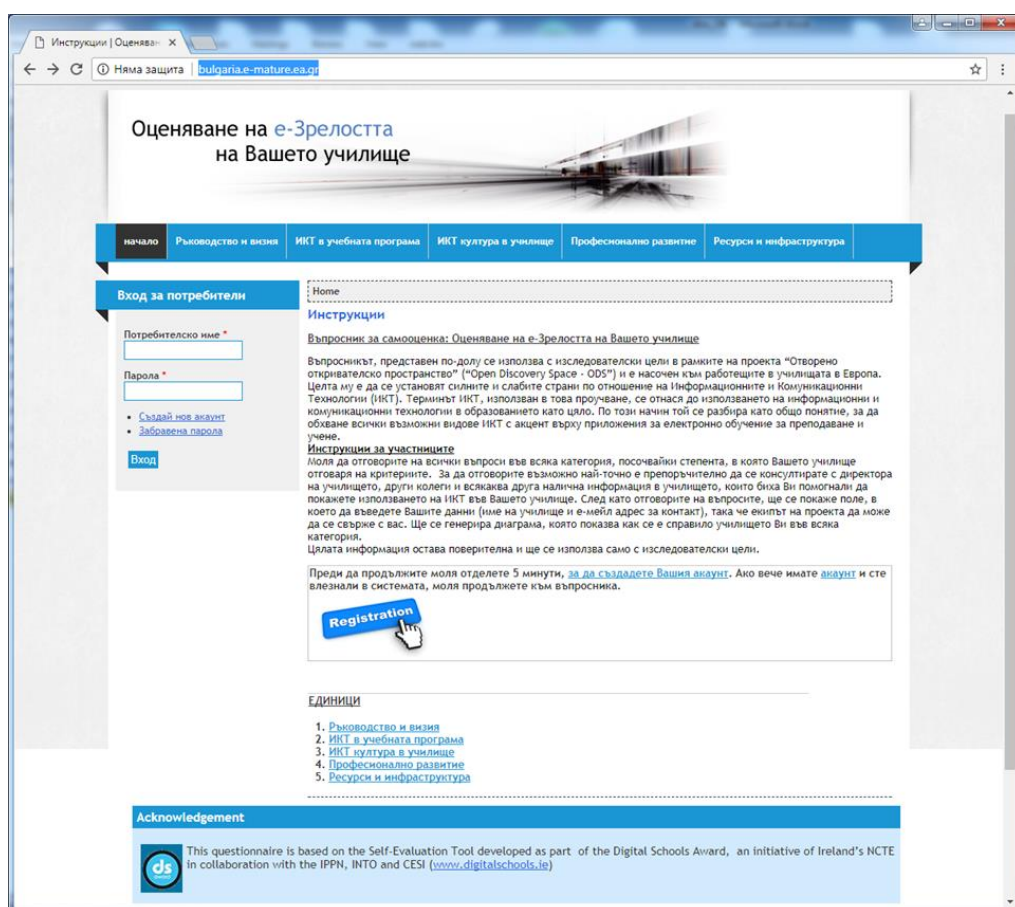 Инструкции | Оценяван
Няма защита | bulgaria.e-mature.ea.gr
Оценяване на е-Зрелостта
на Вашето училище
начало Ръководство и визия ИКТ в учебната програма ИКТ култура в училище Професионално развитие Ресурси и инфраструктура
Вход за потребители
Потребителско име *
Парола *
Създай нов акаунт
Забравена парола
Вход
Home
Инструкции
Въпросник за самооценка: Оценяване на е-Зрелостта на Вашето училище
Въпросникът, представен по-долу се използва с изследователски цели в рамките на проекта “Отворено
откривателско пространство” (“Open Discovery Space - ODS”) и е насочен към работещите в училищата в Европа.
Целта му е да се установят силните и слабите страни по отношение на Информационните и Комуникационни
Технологии (ИКТ). Терминът ИКТ, използван в това проучване, се отнася до използването на информационни и
комуникационни технологии в образованието като цяло. По този начин той се разбира като общо понятие, за да
обхване всички възможни видове ИКТ с акцент върху приложения за електронно обучение за преподаване и
учене.
Инструкции за участниците
Моля да отговорите на всички въпроси във всяка категория, посочвайки степента, в която Вашето училище
отговаря на критериите. За да отговорите възможно най-точно е препоръчително да се консултирате с директора
на училището, други колеги и всякаква друга налична информация в училището, които биха Ви помогнали да
покажете използването на ИКТ във Вашето училище. След като отговорите на въпросите, ще се покаже поле, в
което да въведете Вашите данни (име на училище и е-мейл адрес за контакт), така че екипът на проекта да може
да се свърже с вас. Ще се генерира диаграма, която показва как се е справило училището Ви във всяка
категория.
Цялата информация остава поверителна и ще се използва само с изследователски цели.
Преди да продължите моля отделете 5 минути, за да създадете Вашия акаунт. Ако вече имате акаунт и сте
влезнали в системата, моля продължете към въпросника.
Registration
ЕДИНИЦИ
1. Ръководство и визия
2. ИКТ в учебната програма
3. ИКТ култура в училище
4. Професионално развитие
5. Ресурси и инфраструктура
Acknowledgement
ds
This questionnaire is based on the Self-Evaluation Tool developed as part of the Digital Schools Award, an initiative of Ireland's NCTE
in collaboration with the IPPN, INTO and CESI (www.digitalschools.ie)